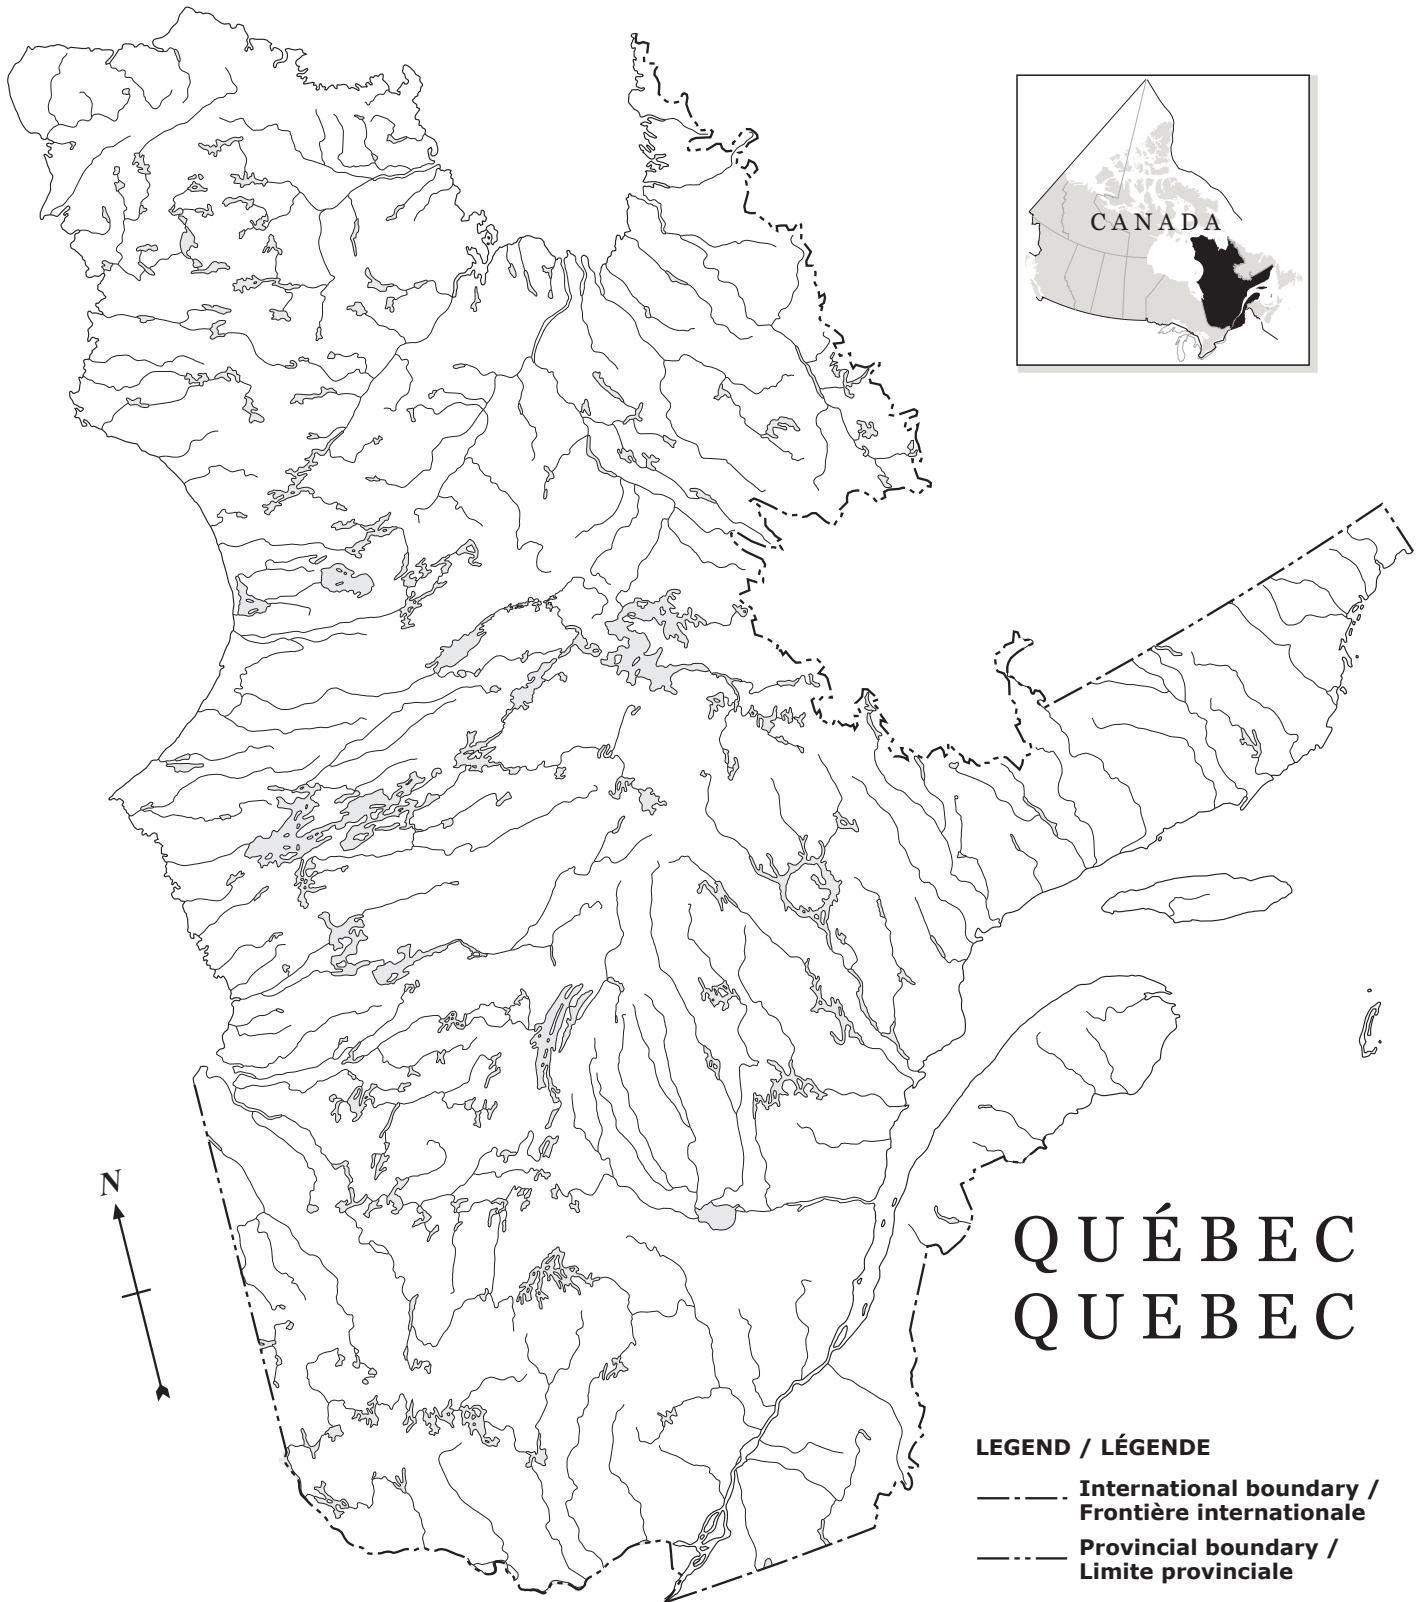 CANADA
N
QUÉBEC
QUEBEC
LEGEND / LÉGENDE
International boundary /
Frontière internationale
Provincial boundary /
Limite provinciale